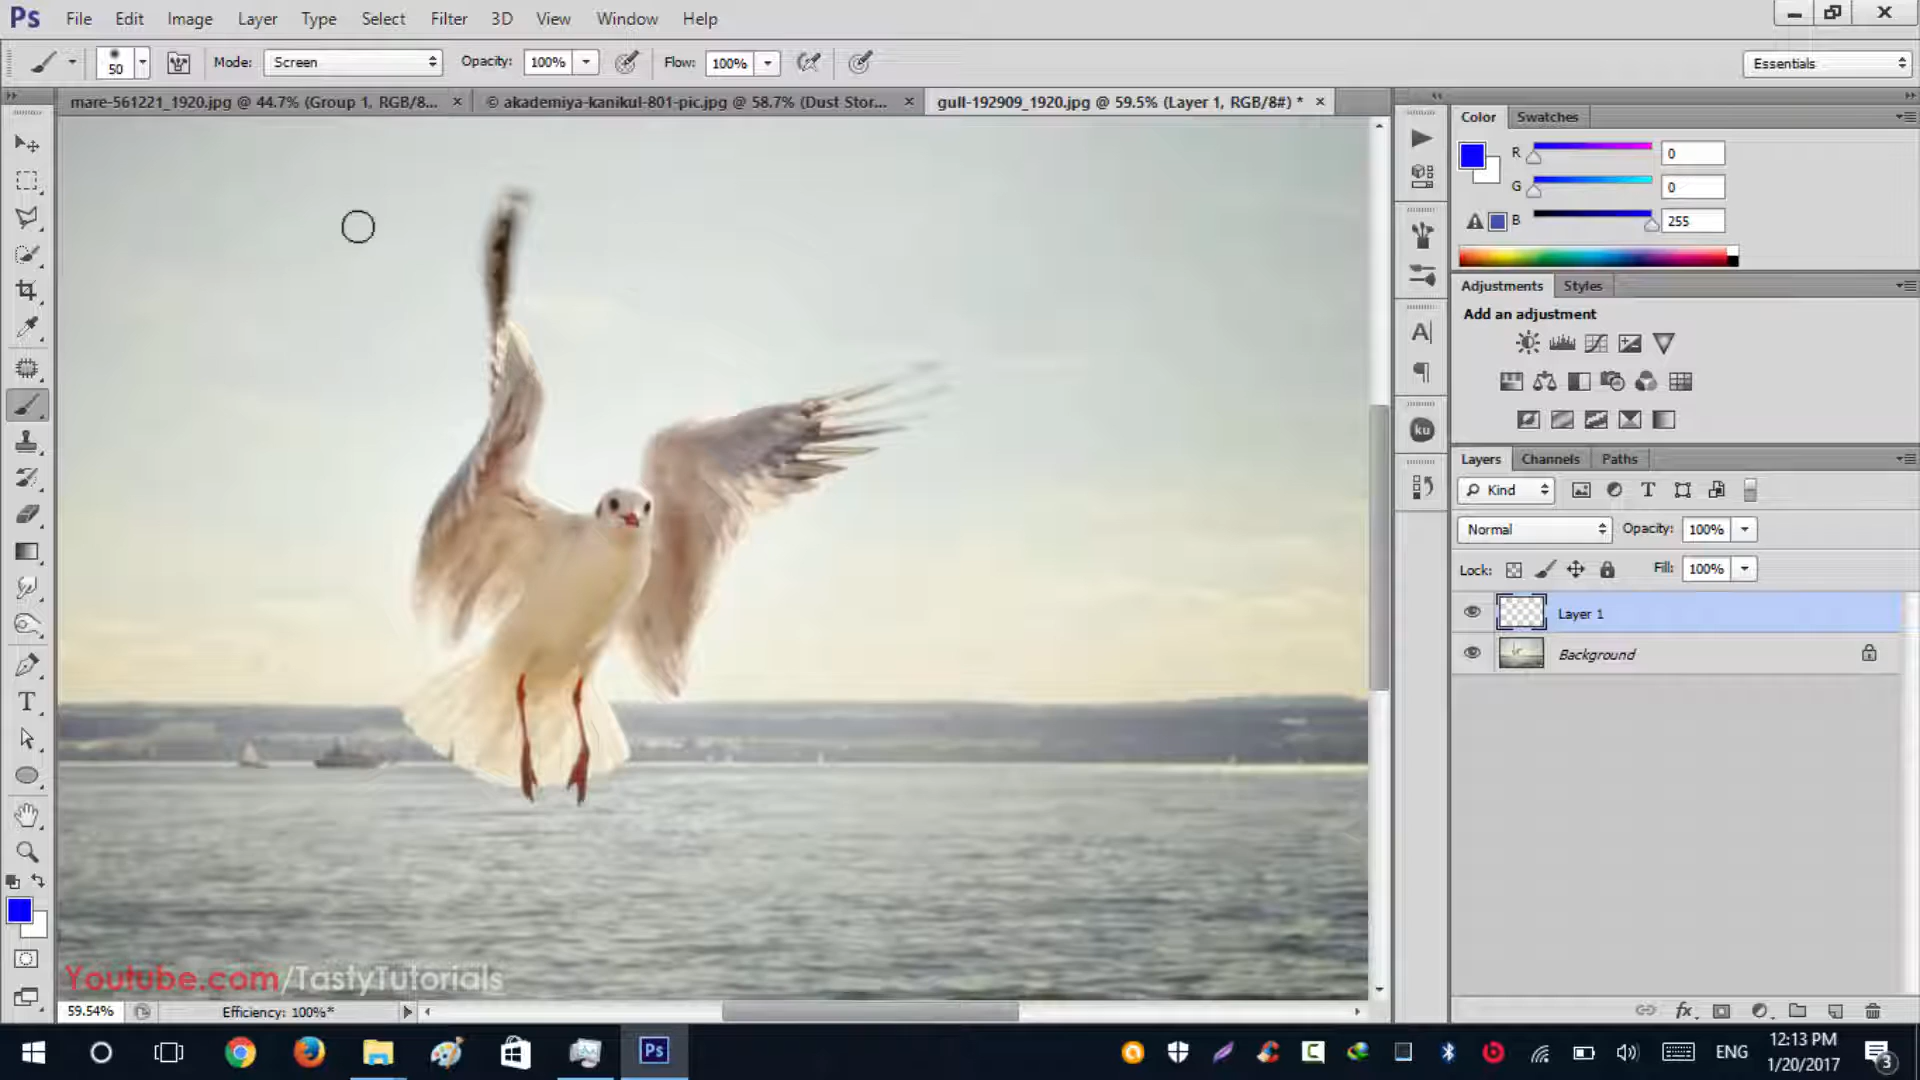 Ps File Edit Image Layer Type Select Filter 3D View Window Help
50 Mode: Screen Opacity: 100% Flow: 100% Essentials
mare-561221_1920.jpg @ 44.7% (Group 1, RGB/8... × © akademiya-kanikul-801-pic.jpg @ 58.7% (Dust Stor... × gull-192909_1920.jpg @ 59.5% (Layer 1, RGB/8#) * ×
Color Swatches
R 0
G 0
B 255
Adjustments Styles
Add an adjustment
Layers Channels Paths
Kind
Normal Opacity: 100%
Lock: Fill: 100%
Layer 1
Background
ku
Youtube.com/TastyTutorials
59.54% Efficiency: 100%*
Ps ENG 12:13 PM
1/20/2017
3